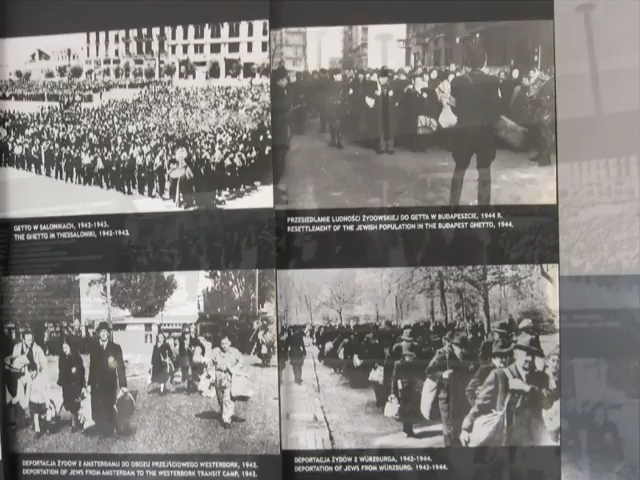 GETTO W SALONIKACH, 1942-1943.
THE GHETTO IN THESSALONIKI, 1942-1943.
PRZESIEDLANIE LUDNOŚCI ŻYDOWSKIEJ DO GETTA W BUDAPESZCIE, 1944 R.
RESETTLEMENT OF THE JEWISH POPULATION IN THE BUDAPEST GHETTO, 1944.
DEPORTACJA ŻYDÓW Z AMSTERDAMU DO OBOZU PRZEJŚCIOWEGO WESTERBORK, 1942.
DEPORTATION OF JEWS FROM AMSTERDAM TO THE WESTERBORK TRANSIT CAMP, 1942.
DEPORTACJA ŻYDÓW Z WÜRZBURGA, 1942-1944.
DEPORTATION OF JEWS FROM WÜRZBURG. 1942-1944.